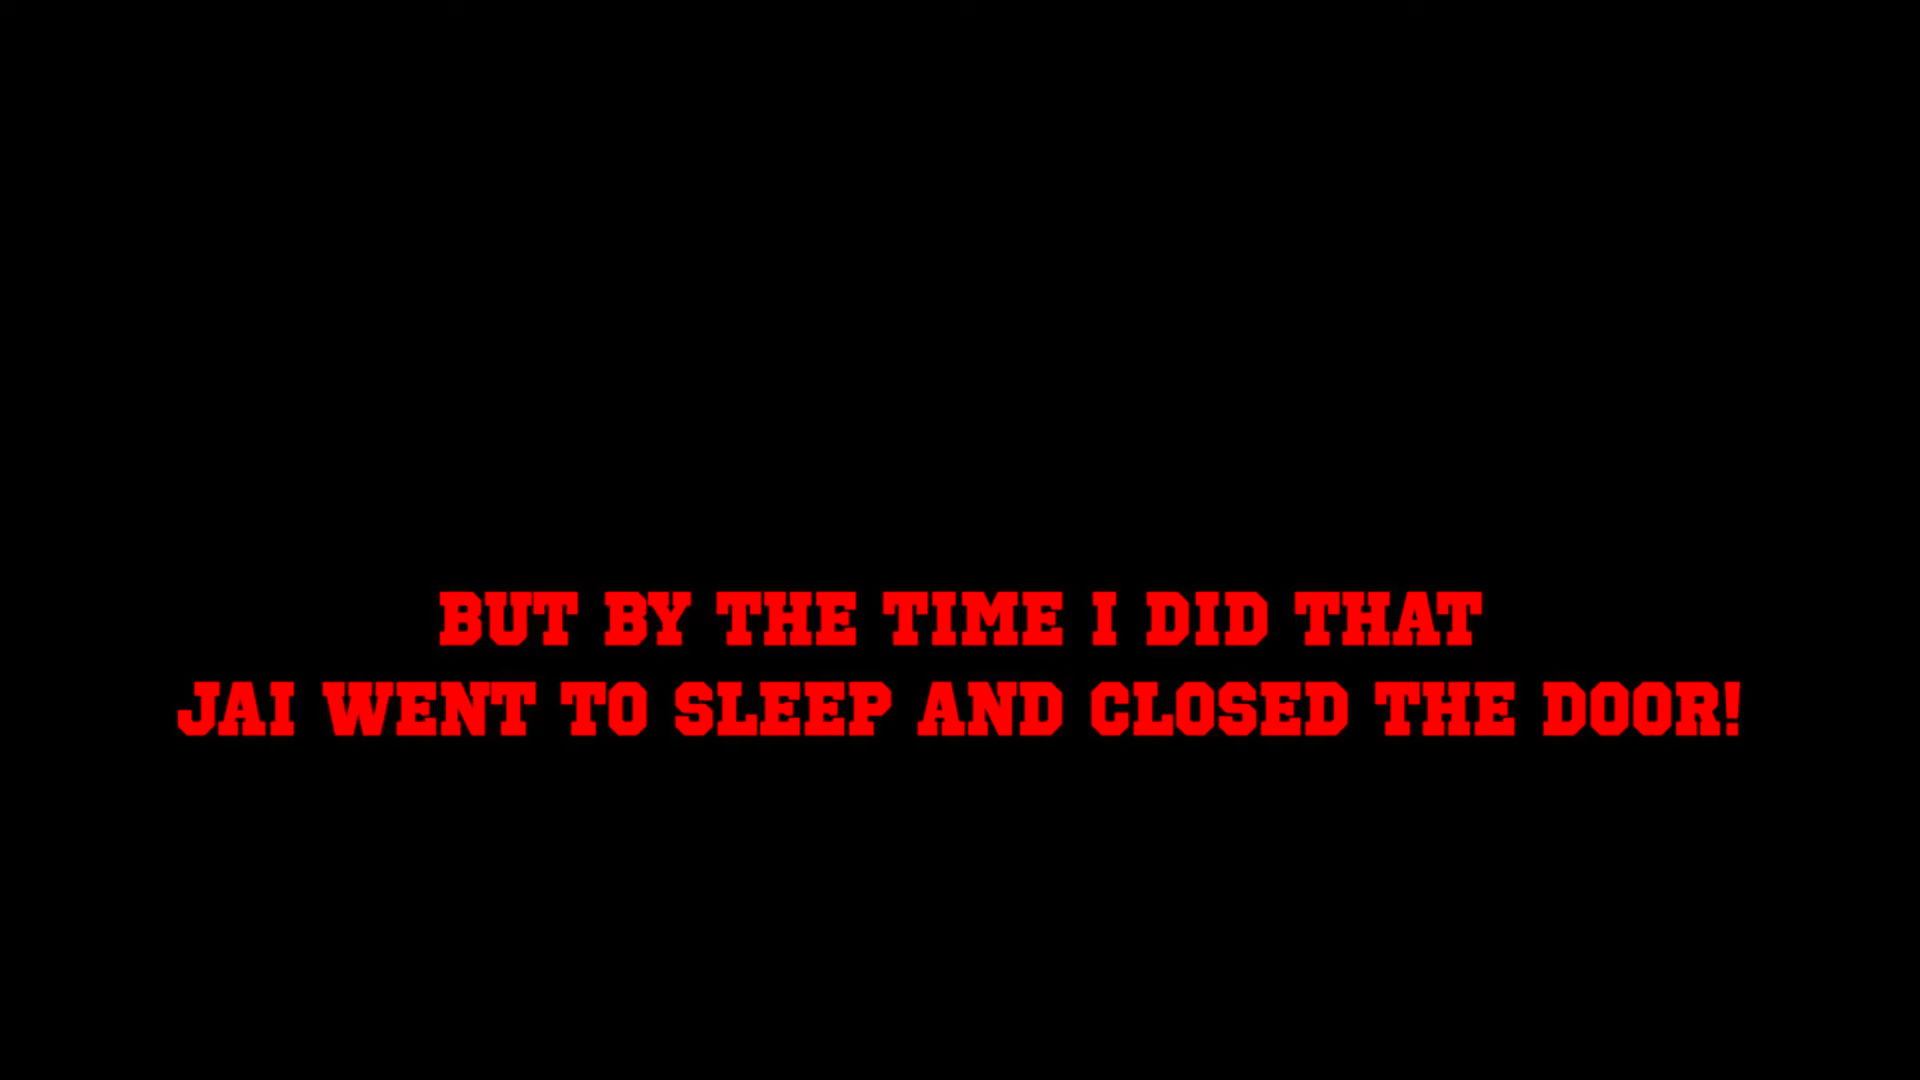 BUT BY THE TIME I DID THAT
JAI WENT TO SLEEP AND CLOSED THE DOOR!